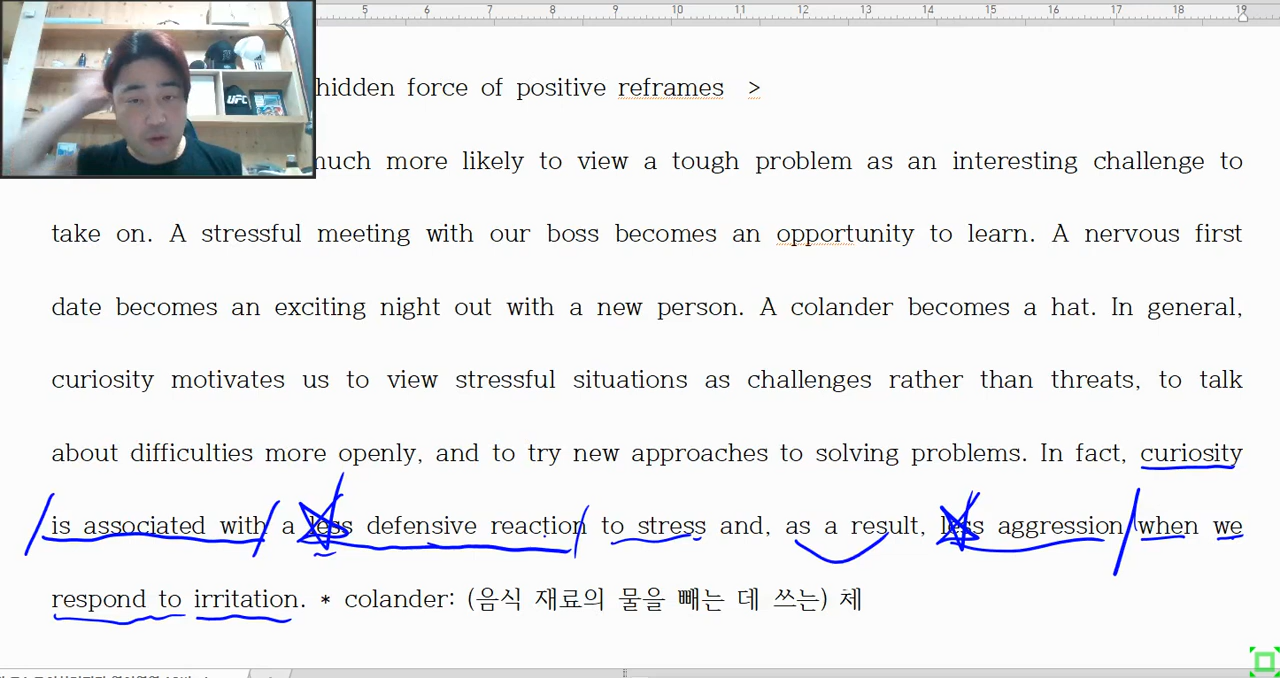 5 6 7 8 9 10 11 12 13 14 15 16 17 18 19
hidden force of positive reframes >
UFC
much more likely to view a tough problem as an interesting challenge to
take on. A stressful meeting with our boss becomes an opportunity to learn. A nervous first
date becomes an exciting night out with a new person. A colander becomes a hat. In general,
curiosity motivates us to view stressful situations as challenges rather than threats, to talk
about difficulties more openly, and to try new approaches to solving problems. In fact, curiosity
is associated with a less defensive reaction to stress and, as a result, less aggression when we
respond to irritation. * colander: (음식 재료의 물을 빼는 데 쓰는) 체